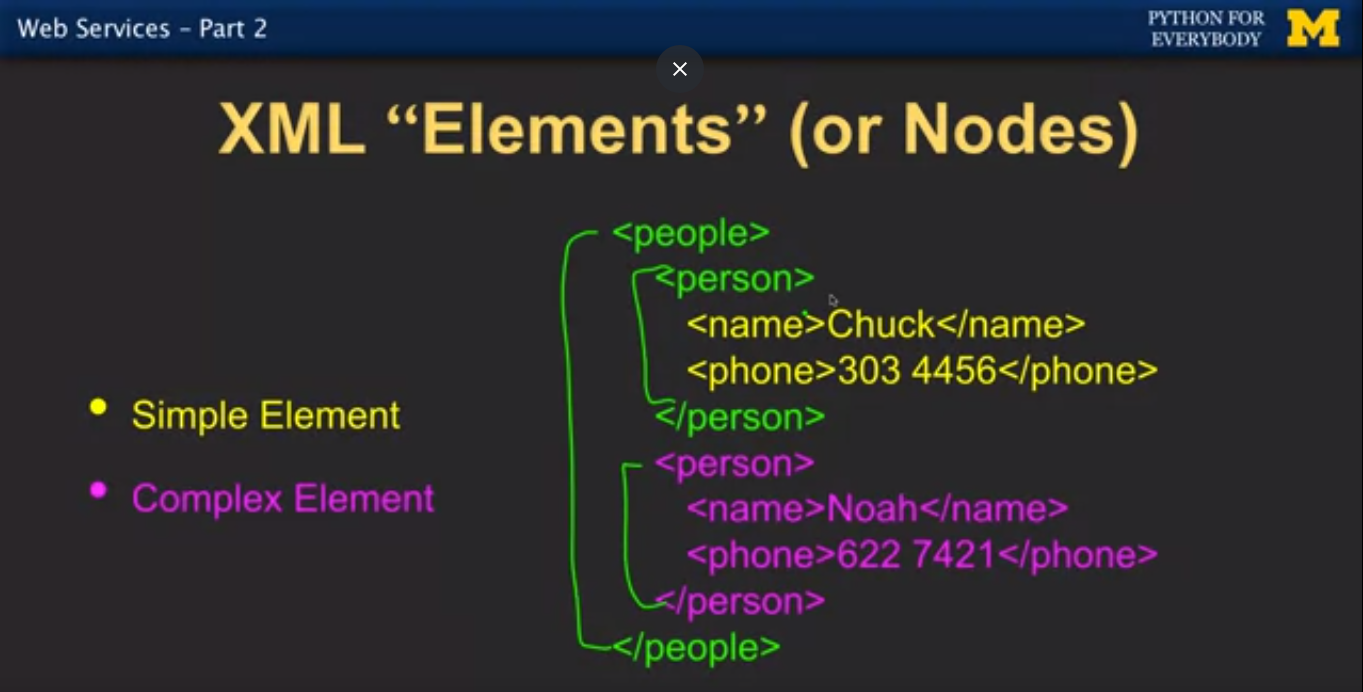 Web Services – Part 2
PYTHON FOR
EVERYBODY
M
XML “Elements” (or Nodes)
<people>
<person>
<name>Chuck</name>
<phone>303 4456</phone>
</person>
<person>
<name>Noah</name>
<phone>622 7421</phone>
</person>
</people>
• Simple Element
• Complex Element